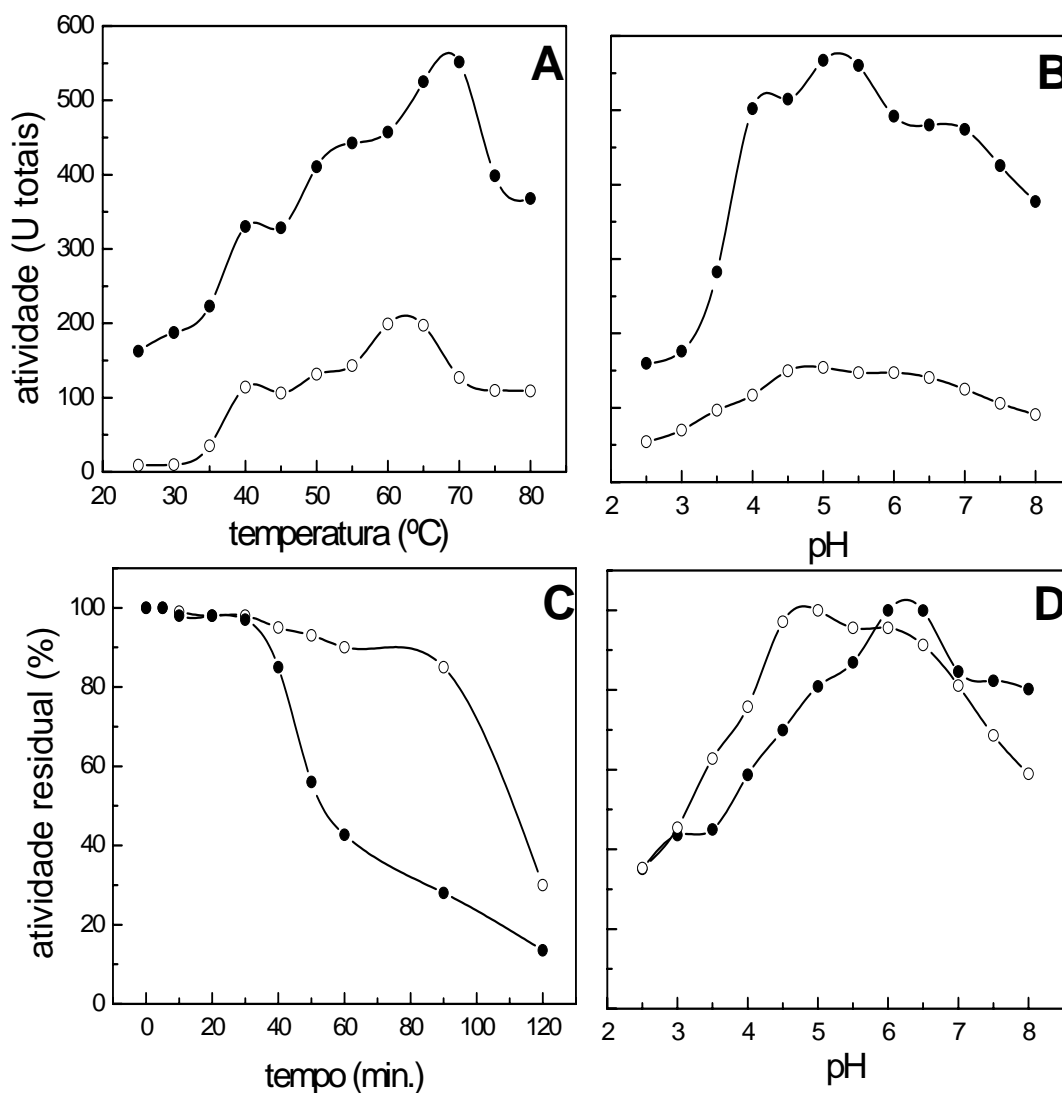 600
500
400
300
200
100
0
atividade (U totais)
A
20 30 40 50 60 70 80
temperatura (ºC)
B
2 3 4 5 6 7 8
pH
100
80
60
40
20
0
atividade residual (%)
C
0 20 40 60 80 100 120
tempo (min.)
D
2 3 4 5 6 7 8
pH